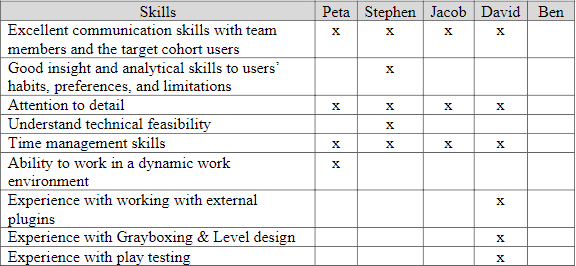 Skills Peta Stephen Jacob David Ben
Excellent communication skills with team x x x x
members and the target cohort users
Good insight and analytical skills to users' x
habits, preferences, and limitations
Attention to detail x x x x
Understand technical feasibility x
Time management skills x x x x
Ability to work in a dynamic work x
environment
Experience with working with external x
plugins
Experience with Grayboxing & Level design x
Experience with play testing x